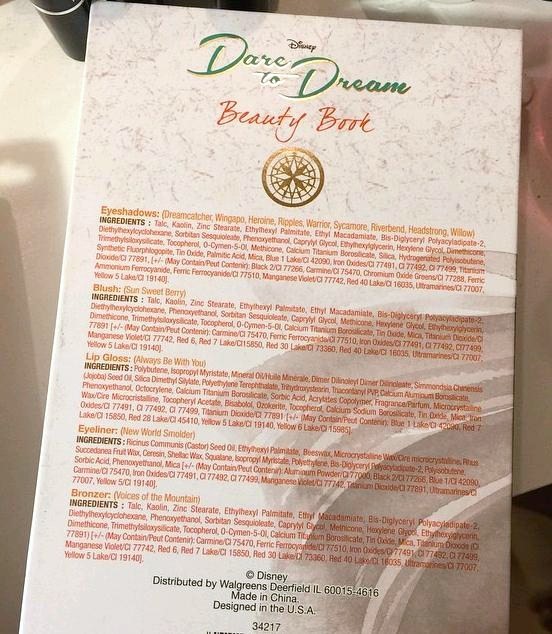 Disney
Dare
to Dream
Beauty Book
Eyeshadows: (Dreamcatcher, Wingapo, Heroine, Ripples, Warrior, Sycamore, Riverbend, Headstrong, Willow)
INGREDIENTS : Talc, Kaolin, Zinc Stearate, Ethylhexyl Palmitate, Ethyl Macadamiate, Bis-Diglyceryl Polyacyladipate-2,
Diethylhexylcyclohexane, Sorbitan Sesquioleate, Phenoxyethanol, Caprylyl Glycol, Ethylhexylglycerin, Hexylene Glycol, Dimethicone,
Trimethylsiloxysilicate, Tocopherol, O-Cymen-5-Ol, Methicone, Calcium Titanium Borosilicate, Silica, Hydrogenated Polyisobutene,
Synthetic Fluorphlogopite, Tin Oxide, Palmitic Acid, Mica, Blue 1 Lake/CI 42090, Iron Oxides/CI 77491, CI 77492, CI 77499, Titanium
Dioxide/CI 77891, [+/- (May Contain/Peut Contenir): Black 2/CI 77266, Carmine/CI 75470, Chromium Oxide Greens/CI 77288, Ferric
Ammonium Ferrocyanide, Ferric Ferrocyanide/CI 77510, Manganese Violet/CI 77742, Red 40 Lake/CI 16035, Ultramarines/CI 77007,
Yellow 5 Lake/CI 19140].
Blush: (Sun Sweet Berry)
INGREDIENTS : Talc, Kaolin, Zinc Stearate, Ethylhexyl Palmitate, Ethyl Macadamiate, Bis-Diglyceryl Polyacyladipate-2,
Diethylhexylcyclohexane, Phenoxyethanol, Sorbitan Sesquioleate, Caprylyl Glycol, Methicone, Hexylene Glycol, Ethylhexylglycerin,
Dimethicone, Trimethylsiloxysilicate, Tocopherol, O-Cymen-5-Ol, Calcium Titanium Borosilicate, Tin Oxide, Mica, Titanium Dioxide/CI
77891 [+/- (May Contain/Peut Contenir): Carmine/CI 75470, Ferric Ferrocyanide/CI 77510, Iron Oxides/CI 77491, CI 77492, CI77499,
Manganese Violet/CI 77742, Red 6, Red 7 Lake/CI15850, Red 30 Lake/CI 73360, Red 40 Lake/CI 16035, Ultramarines/CI 77007,
Yellow 5 Lake/CI 19140].
Lip Gloss: (Always Be With You)
INGREDIENTS : Polybutene, Isopropyl Myristate, Mineral Oil/Huile Minérale, Dimer Dilinoleyl Dimer Dilinoleate, Simmondsia Chinensis
(Jojoba) Seed Oil, Silica Dimethyl Silylate, Polyethylene Terephthalate, Trihydroxystearin, Triacontanyl PVP, Calcium Aluminum Borosilicate,
Phenoxyethanol, Octocrylene, Calcium Titanium Borosilicate, Sorbic Acid, Acrylates Copolymer, Fragrance/Parfum, Microcrystalline
Wax/Cire Microcristalline, Tocopheryl Acetate, Bisabolol, Ozokerite, Tocopherol, Calcium Sodium Borosilicate, Tin Oxide, Mica, Iron
Oxides/CI 77491, CI 77492, CI 77499, Titanium Dioxide/CI 77891 [+/- (May Contain/Peut Contenir): Blue 1 Lake/CI 42090, Red 7
Lake/CI 15850, Red 28 Lake/CI 45410, Yellow 5 Lake/CI 19140, Yellow 6 Lake/CI 15985].
Eyeliner: (New World Smolder)
INGREDIENTS : Ricinus Communis (Castor) Seed Oil, Ethylhexyl Palmitate, Beeswax, Microcrystalline Wax/Cire microcristalline, Rhus
Succedanea Fruit Wax, Ceresin, Shellac Wax, Squalane, Isopropyl Myristate, Polyethylene, Bis-Diglyceryl Polyacyladipate-2, Polyisobutene,
Sorbic Acid, Phenoxyethanol, Mica [+/- (May Contain/Peut Contenir): Aluminum Powder/CI 77000, Black 2/CI 77266, Blue 1/CI 42090,
Carmine/CI 75470, Iron Oxides/CI 77491, CI 77492, CI 77499, Manganese Violet/CI 77742, Titanium Dioxide/CI 77891, Ultramarines/CI
77007, Yellow 5/CI 19140].
Bronzer: (Voices of the Mountain)
INGREDIENTS : Talc, Kaolin, Zinc Stearate, Ethylhexyl Palmitate, Ethyl Macadamiate, Bis-Diglyceryl Polyacyladipate-2,
Diethylhexylcyclohexane, Phenoxyethanol, Sorbitan Sesquioleate, Caprylyl Glycol, Methicone, Hexylene Glycol, Ethylhexylglycerin,
Dimethicone, Trimethylsiloxysilicate, Tocopherol, O-Cymen-5-Ol, Calcium Titanium Borosilicate, Tin Oxide, Mica, Titanium Dioxide (CI
77891) [+/- (May Contain/Peut Contenir): Carmine/CI 75470, Ferric Ferrocyanide/CI 77510, Iron Oxides/CI 77491, CI 77492, CI 77499,
Manganese Violet/CI 77742, Red 6, Red 7 Lake/CI 15850, Red 30 Lake/CI 73360, Red 40 Lake/CI 16035, Ultramarines/CI 77007,
Yellow 5 Lake/CI 19140].
© Disney
Distributed by Walgreens Deerfield IL 60015-4616
Made in China.
Designed in the U.S.A.
34217